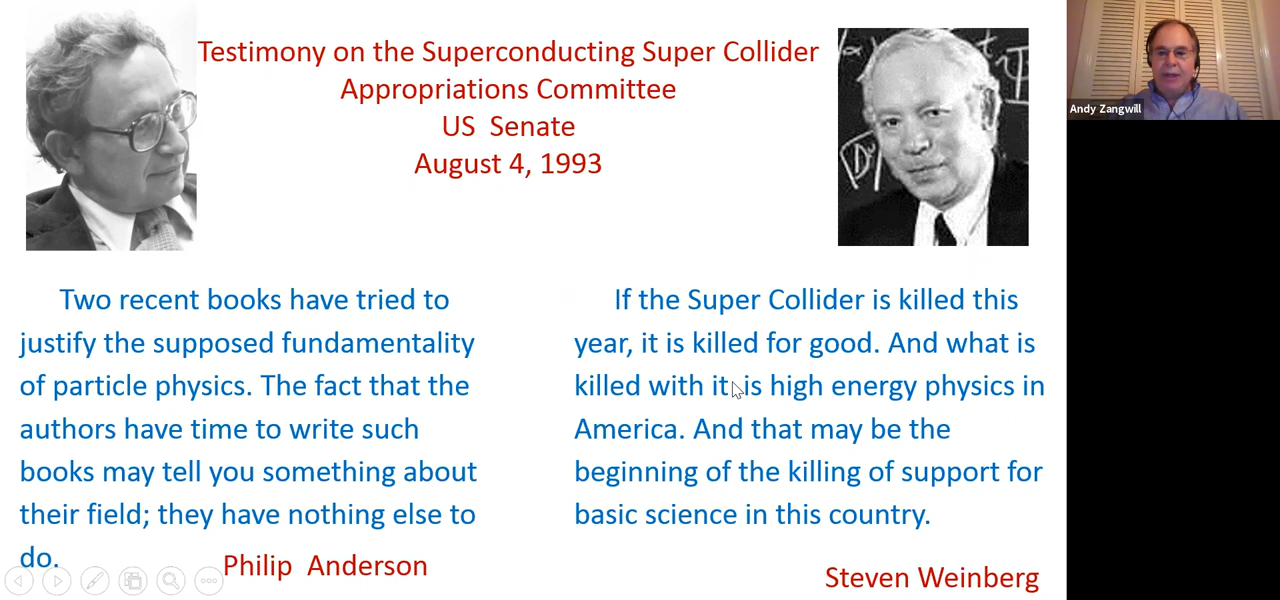 Testimony on the Superconducting Super Collider
Appropriations Committee
US Senate
August 4, 1993
Andy Zangwill
Two recent books have tried to
justify the supposed fundamentality
of particle physics. The fact that the
authors have time to write such
books may tell you something about
their field; they have nothing else to
do.
Philip Anderson
If the Super Collider is killed this
year, it is killed for good. And what is
killed with it is high energy physics in
America. And that may be the
beginning of the killing of support for
basic science in this country.
Steven Weinberg